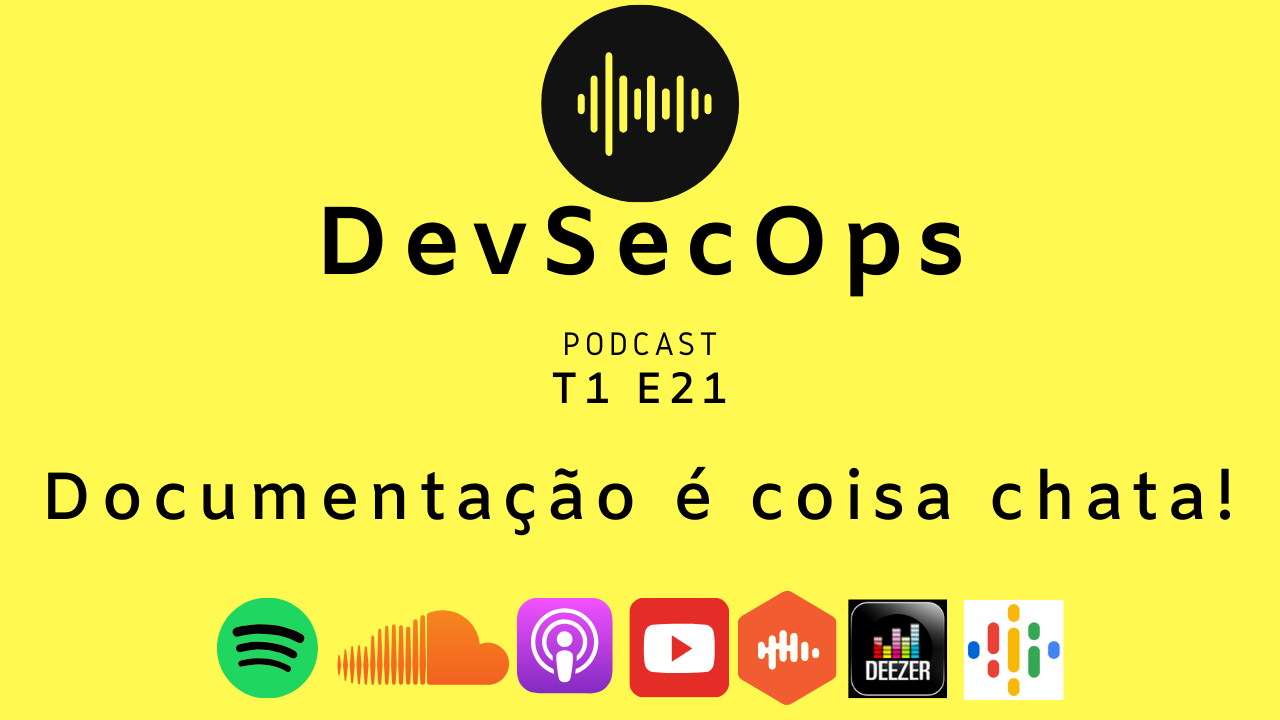 DevSecOps
PODCAST
T1 E21
Documentação é coisa chata!
DEEZER